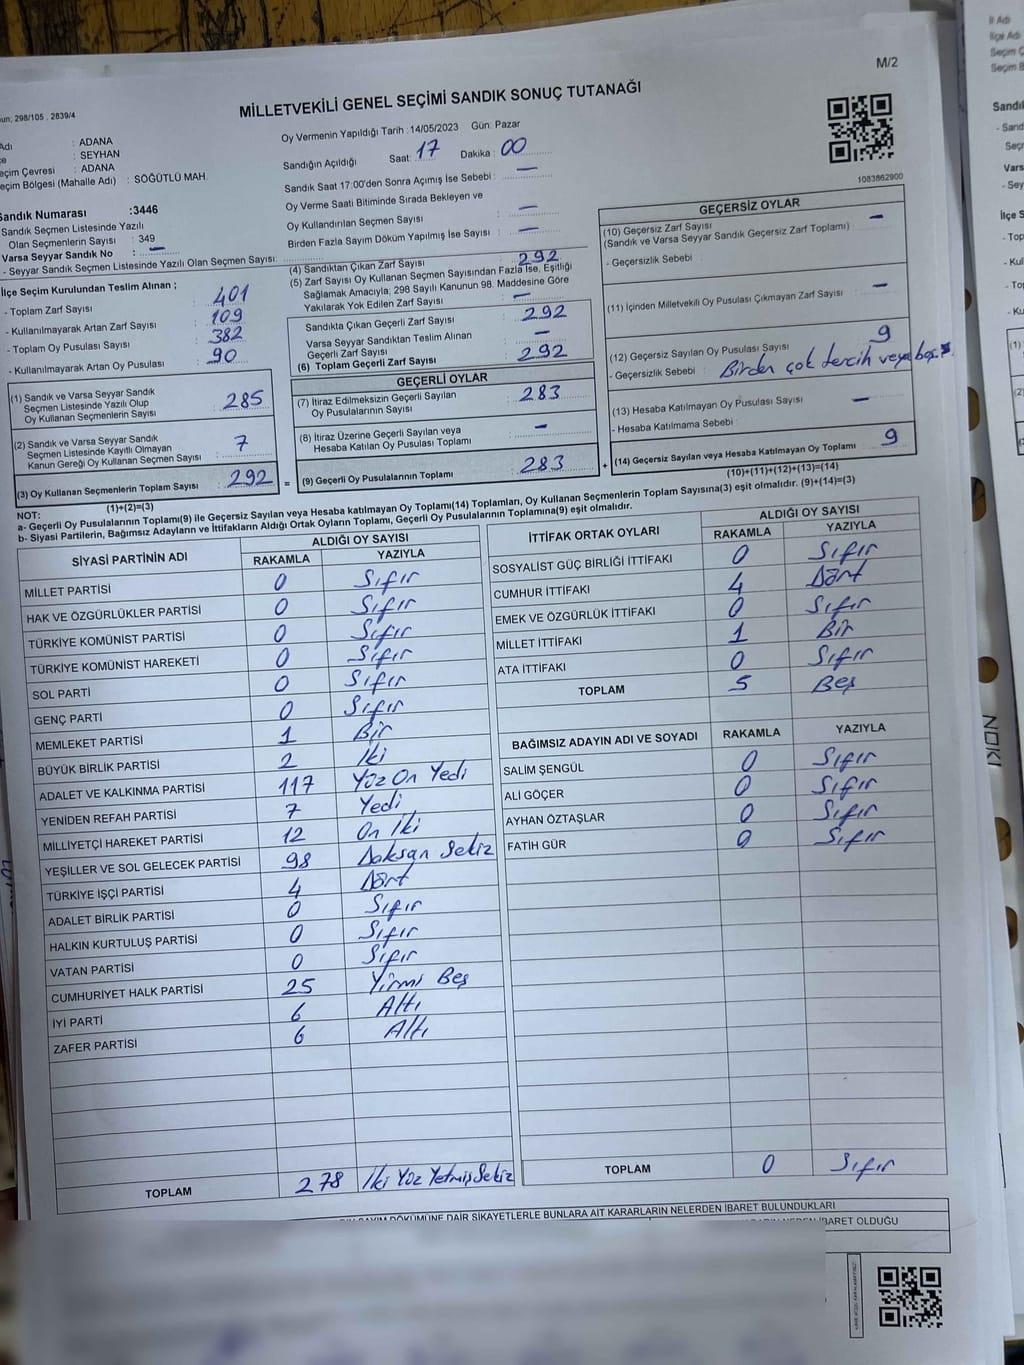 M/2
MİLLETVEKİLİ GENEL SEÇİMİ SANDIK SONUÇ TUTANAĞI
298/105 . 2839/4
: ADANA
: SEYHAN
Seçim Çevresi : ADANA
Seçim Bölgesi (Mahalle Adı) : SÖĞÜTLÜ MAH.
Sandık Numarası :3446
Sandık Seçmen Listesinde Yazılı
Olan Seçmenlerin Sayısı : 349
Varsa Seyyar Sandık No : —
- Seyyar Sandık Seçmen Listesinde Yazılı Olan Seçmen Sayısı:
Oy Vermenin Yapıldığı Tarih : 14/05/2023 Gün: Pazar
Sandığın Açıldığı Saat: 17 Dakika : 00
Sandık Saat 17:00'den Sonra Açımış İse Sebebi : —
Oy Verme Saati Bitiminde Sırada Bekleyen ve
Oy Kullandırılan Seçmen Sayısı : —
Birden Fazla Sayım Döküm Yapılmış İse Sayısı : —
1083862900
İlçe Seçim Kurulundan Teslim Alınan ;
- Toplam Zarf Sayısı : 401
- Kullanılmayarak Artan Zarf Sayısı : 109
- Toplam Oy Pusulası Sayısı : 382
- Kullanılmayarak Artan Oy Pusulası : 90
(1) Sandık ve Varsa Seyyar Sandık
Seçmen Listesinde Yazılı Olup
Oy Kullanan Seçmenlerin Sayısı : 285
(2) Sandık ve Varsa Seyyar Sandık
Seçmen Listesinde Kayıtlı Olmayan
Kanun Gereği Oy Kullanan Seçmen Sayısı : 7
(3) Oy Kullanan Seçmenlerin Toplam Sayısı : 292
(1)+(2)=(3)
(4) Sandıktan Çıkan Zarf Sayısı : 292
(5) Zarf Sayısı Oy Kullanan Seçmen Sayısından Fazla İse, Eşitliği
Sağlamak Amacıyla, 298 Sayılı Kanunun 98. Maddesine Göre
Yakılarak Yok Edilen Zarf Sayısı : —
Sandıkta Çıkan Geçerli Zarf Sayısı : 292
Varsa Seyyar Sandıktan Teslim Alınan
Geçerli Zarf Sayısı : —
(6) Toplam Geçerli Zarf Sayısı : 292
GEÇERLİ OYLAR
(7) İtiraz Edilmeksizin Geçerli Sayılan
Oy Pusulalarının Sayısı : 283
(8) İtiraz Üzerine Geçerli Sayılan veya
Hesaba Katılan Oy Pusulası Toplamı : —
= (9) Geçerli Oy Pusulalarının Toplamı : 283
GEÇERSİZ OYLAR
(10) Geçersiz Zarf Sayısı : —
(Sandık ve Varsa Seyyar Sandık Geçersiz Zarf Toplamı)
- Geçersizlik Sebebi :
(11) İçinden Milletvekili Oy Pusulası Çıkmayan Zarf Sayısı : —
(12) Geçersiz Sayılan Oy Pusulası Sayısı : 9
- Geçersizlik Sebebi : Birden çok tercih veya boş
(13) Hesaba Katılmayan Oy Pusulası Sayısı : —
- Hesaba Katılmama Sebebi :
+ (14) Geçersiz Sayılan veya Hesaba Katılmayan Oy Toplamı : 9
(10)+(11)+(12)+(13)=(14)
NOT:
a- Geçerli Oy Pusulalarının Toplamı(9) ile Geçersiz Sayılan veya Hesaba katılmayan Oy Toplamı(14) Toplamları, Oy Kullanan Seçmenlerin Toplam Sayısına(3) eşit olmalıdır. (9)+(14)=(3)
b- Siyasi Partilerin, Bağımsız Adayların ve İttifakların Aldığı Ortak Oyların Toplamı, Geçerli Oy Pusulalarının Toplamına(9) eşit olmalıdır.
SİYASİ PARTİNİN ADI ALDIĞI OY SAYISI
RAKAMLA YAZIYLA
MİLLET PARTİSİ 0 Sıfır
HAK VE ÖZGÜRLÜKLER PARTİSİ 0 Sıfır
TÜRKİYE KOMÜNİST PARTİSİ 0 Sıfır
TÜRKİYE KOMÜNİST HAREKETİ 0 Sıfır
SOL PARTİ 0 Sıfır
GENÇ PARTİ 0 Sıfır
MEMLEKET PARTİSİ 1 Bir
BÜYÜK BİRLİK PARTİSİ 2 İki
ADALET VE KALKINMA PARTİSİ 117 Yüz On Yedi
YENİDEN REFAH PARTİSİ 7 Yedi
MİLLİYETÇİ HAREKET PARTİSİ 12 On İki
YEŞİLLER VE SOL GELECEK PARTİSİ 98 Doksan Sekiz
TÜRKİYE İŞÇİ PARTİSİ 4 Dört
ADALET BİRLİK PARTİSİ 0 Sıfır
HALKIN KURTULUŞ PARTİSİ 0 Sıfır
VATAN PARTİSİ 0 Sıfır
CUMHURİYET HALK PARTİSİ 25 Yirmi Beş
İYİ PARTİ 6 Altı
ZAFER PARTİSİ 6 Altı
TOPLAM 278 İki Yüz Yetmiş Sekiz
İTTİFAK ORTAK OYLARI ALDIĞI OY SAYISI
RAKAMLA YAZIYLA
SOSYALİST GÜÇ BİRLİĞİ İTTİFAKI 0 Sıfır
CUMHUR İTTİFAKI 4 Dört
EMEK VE ÖZGÜRLÜK İTTİFAKI 0 Sıfır
MİLLET İTTİFAKI 1 Bir
ATA İTTİFAKI 0 Sıfır
TOPLAM 5 Beş
BAĞIMSIZ ADAYIN ADI VE SOYADI RAKAMLA YAZIYLA
SALİM ŞENGÜL 0 Sıfır
ALİ GÖÇER 0 Sıfır
AYHAN ÖZTAŞLAR 0 Sıfır
FATİH GÜR 0 Sıfır
TOPLAM 0 Sıfır
DÖKÜMÜNE DAİR ŞİKAYETLERLE BUNLARA AİT KARARLARIN NELERDEN İBARET BULUNDUKLARI
İBARET OLDUĞU